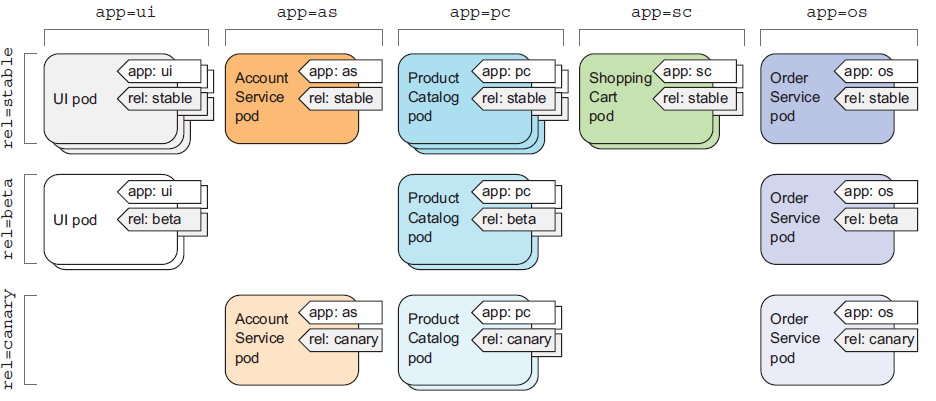 app=ui
app=as
app=pc
app=sc
app=os
rel=stable
UI pod
app: ui
rel: stable
Account
Service
pod
app: as
rel: stable
Product
Catalog
pod
app: pc
rel: stable
Shopping
Cart
pod
app: sc
rel: stable
Order
Service
pod
app: os
rel: stable
rel=beta
UI pod
app: ui
rel: beta
Product
Catalog
pod
app: pc
rel: beta
Order
Service
pod
app: os
rel: beta
rel=canary
Account
Service
pod
app: as
rel: canary
Product
Catalog
pod
app: pc
rel: canary
Order
Service
pod
app: os
rel: canary